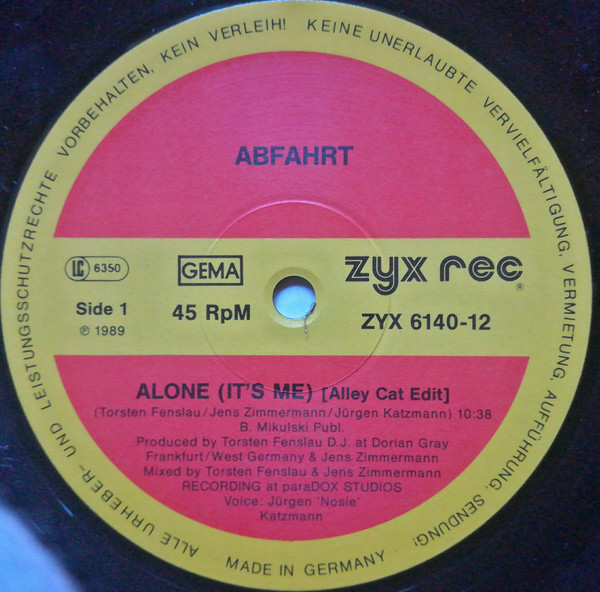 ALLE URHEBER- UND LEISTUNGSSCHUTZRECHTE VORBEHALTEN, KEIN VERLEIH! KEINE UNERLAUBTE VERVIELFÄLTIGUNG, VERMIETUNG, AUFFÜHRUNG, SENDUNG!
ABFAHRT
LC 6350
GEMA
zyx rec®
Side 1
45 RpM
ZYX 6140-12
℗ 1989
ALONE (IT'S ME) [Alley Cat Edit]
(Torsten Fenslau/Jens Zimmermann/Jürgen Katzmann) 10:38
B. Mikulski Publ.
Produced by Torsten Fenslau D.J. at Dorian Gray
Frankfurt/West Germany & Jens Zimmermann
Mixed by Torsten Fenslau & Jens Zimmermann
RECORDING at paraDOX STUDIOS
Voice: Jürgen 'Nosie'
Katzmann
MADE IN GERMANY